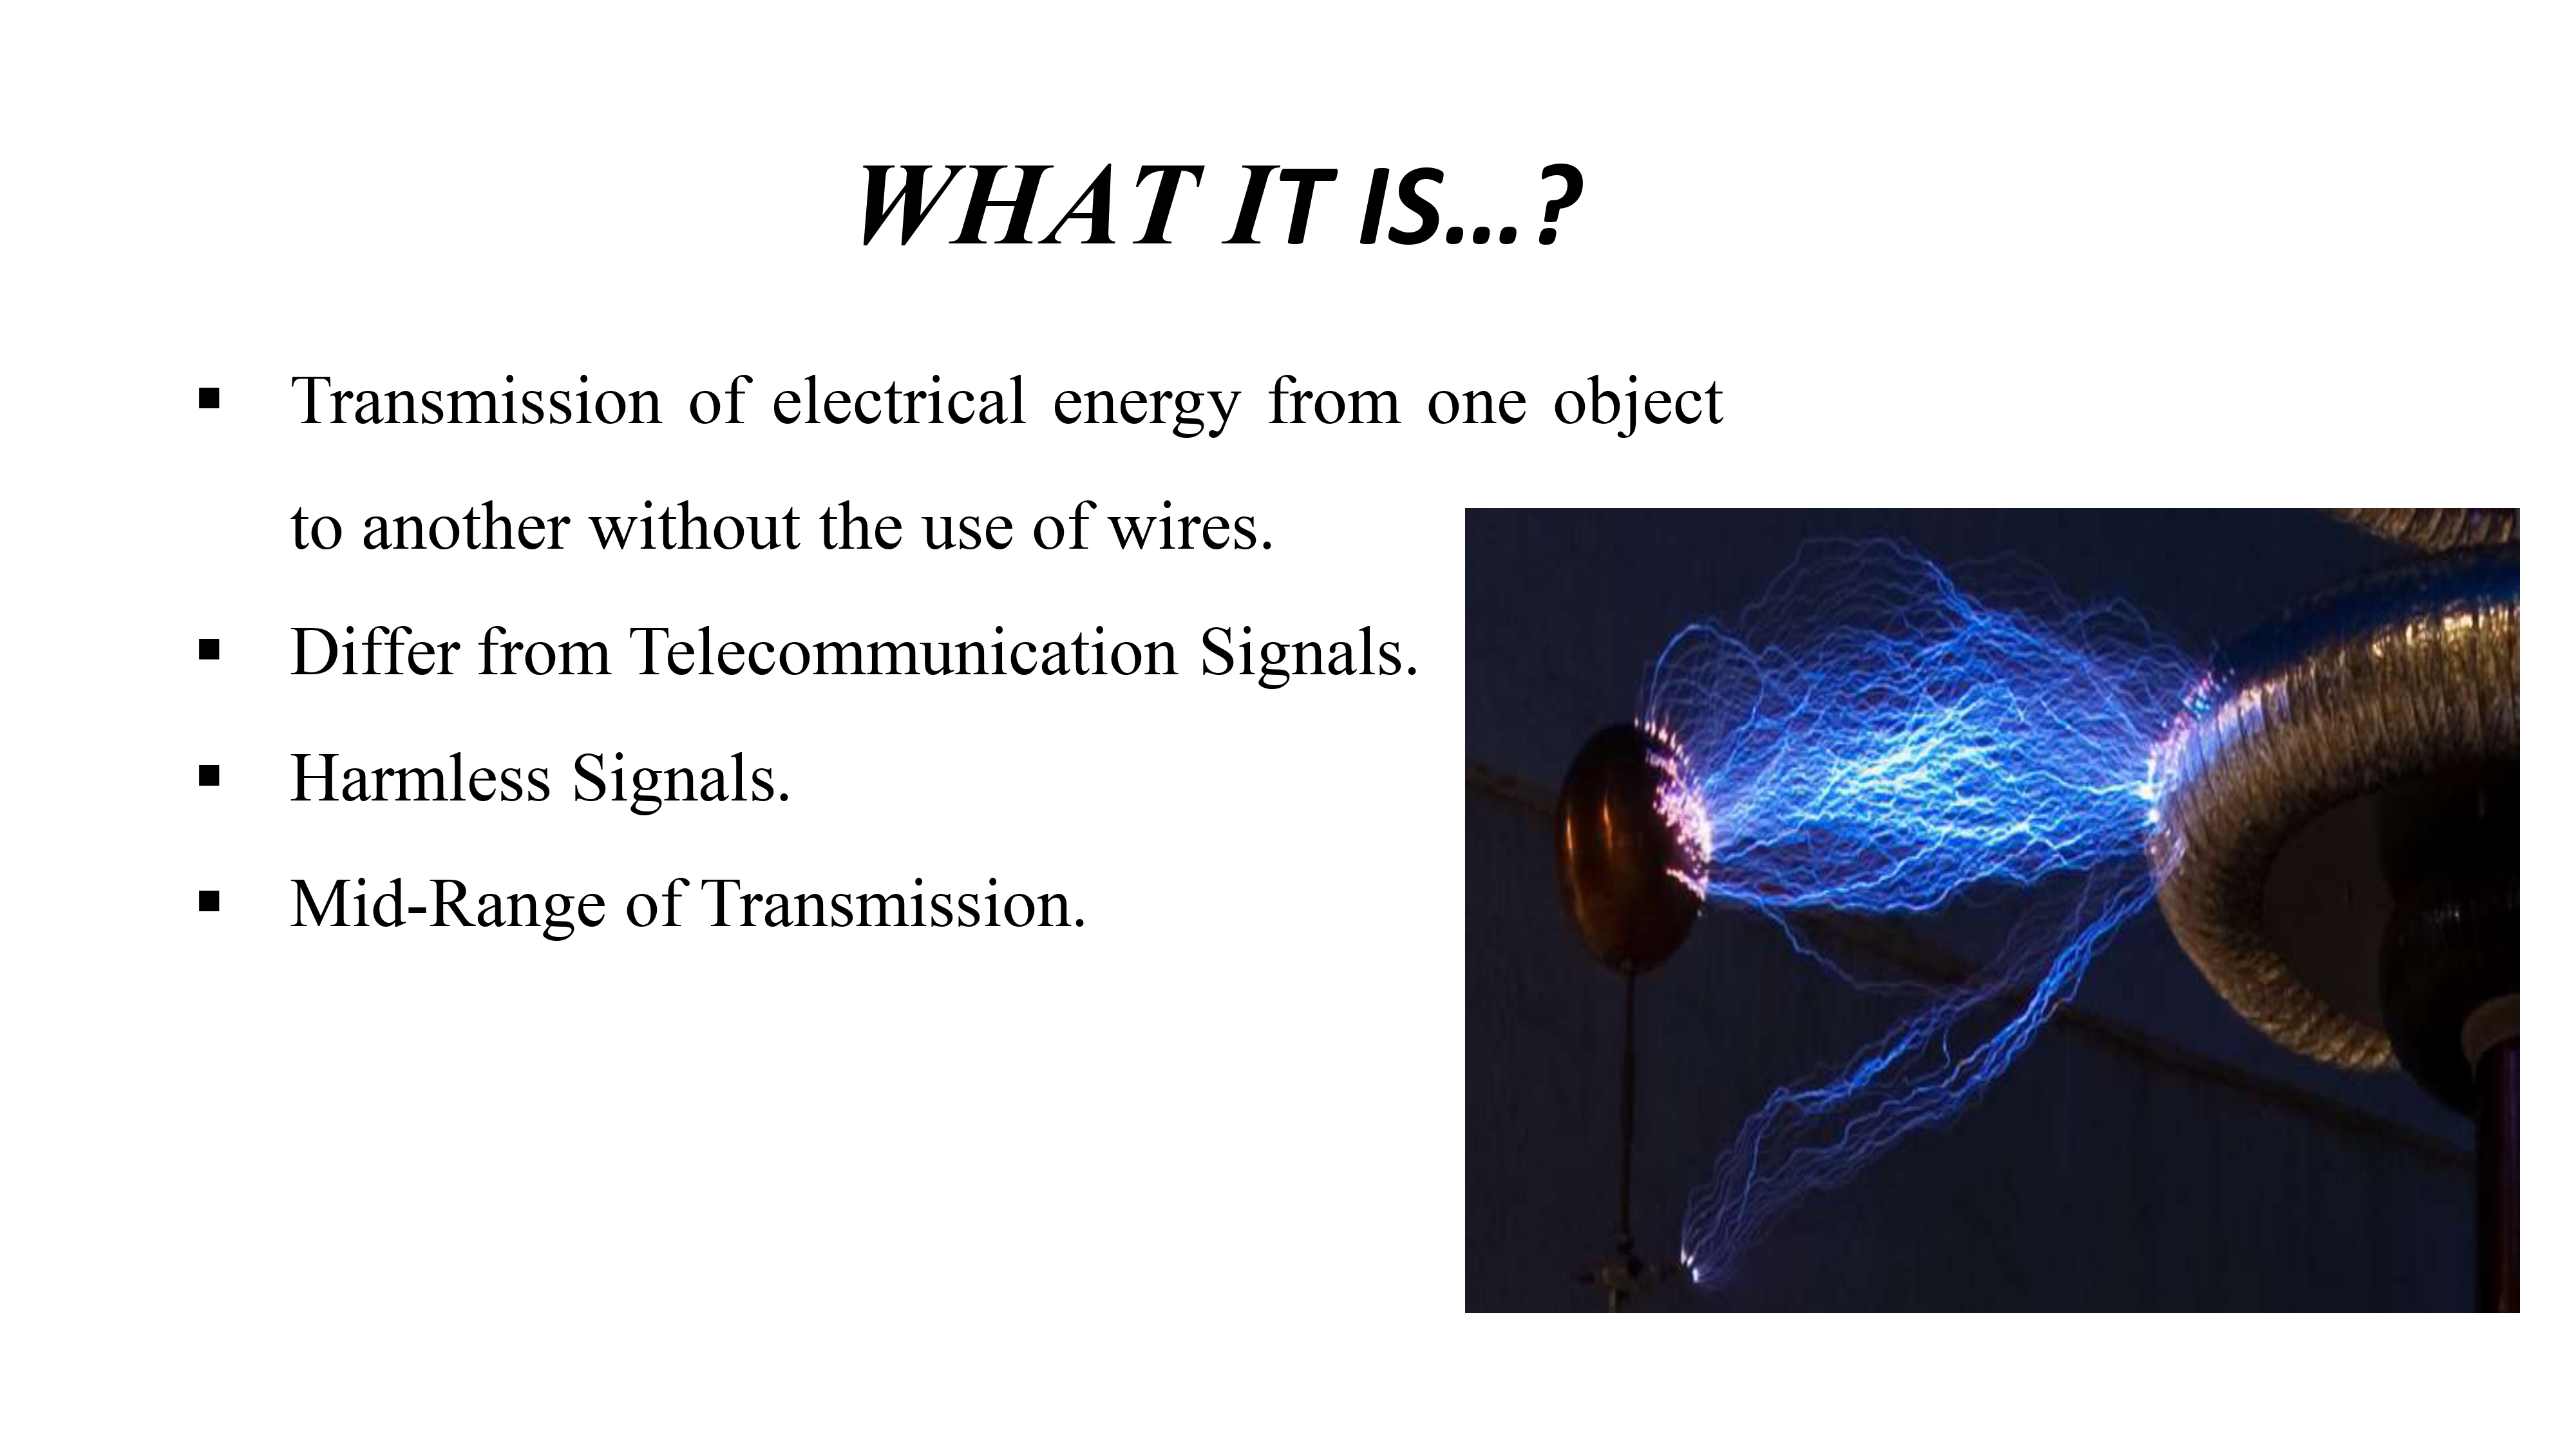 WHAT IT IS...?
▪ Transmission of electrical energy from one object
to another without the use of wires.
▪ Differ from Telecommunication Signals.
▪ Harmless Signals.
▪ Mid-Range of Transmission.